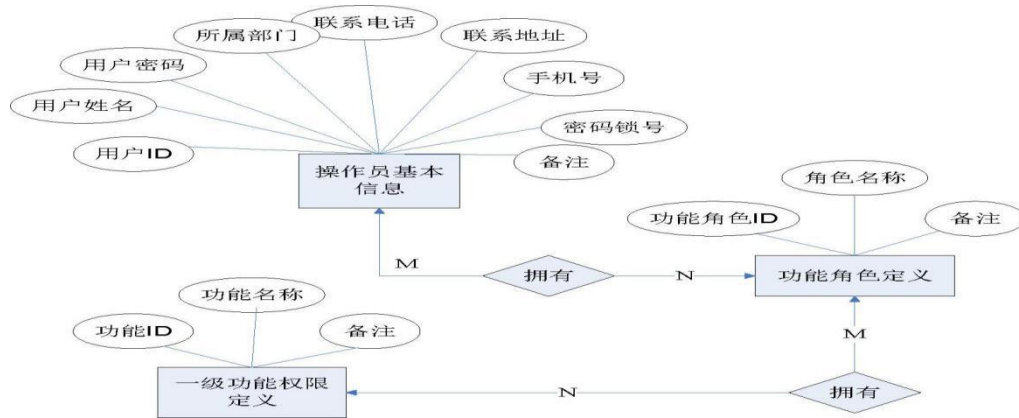 联系电话
所属部门
联系地址
用户密码
手机号
用户姓名
密码锁号
用户ID
备注
操作员基本
信息
角色名称
功能角色ID
备注
M
拥有
N
功能角色定义
功能名称
功能ID
备注
M
一级功能权限
定义
N
拥有